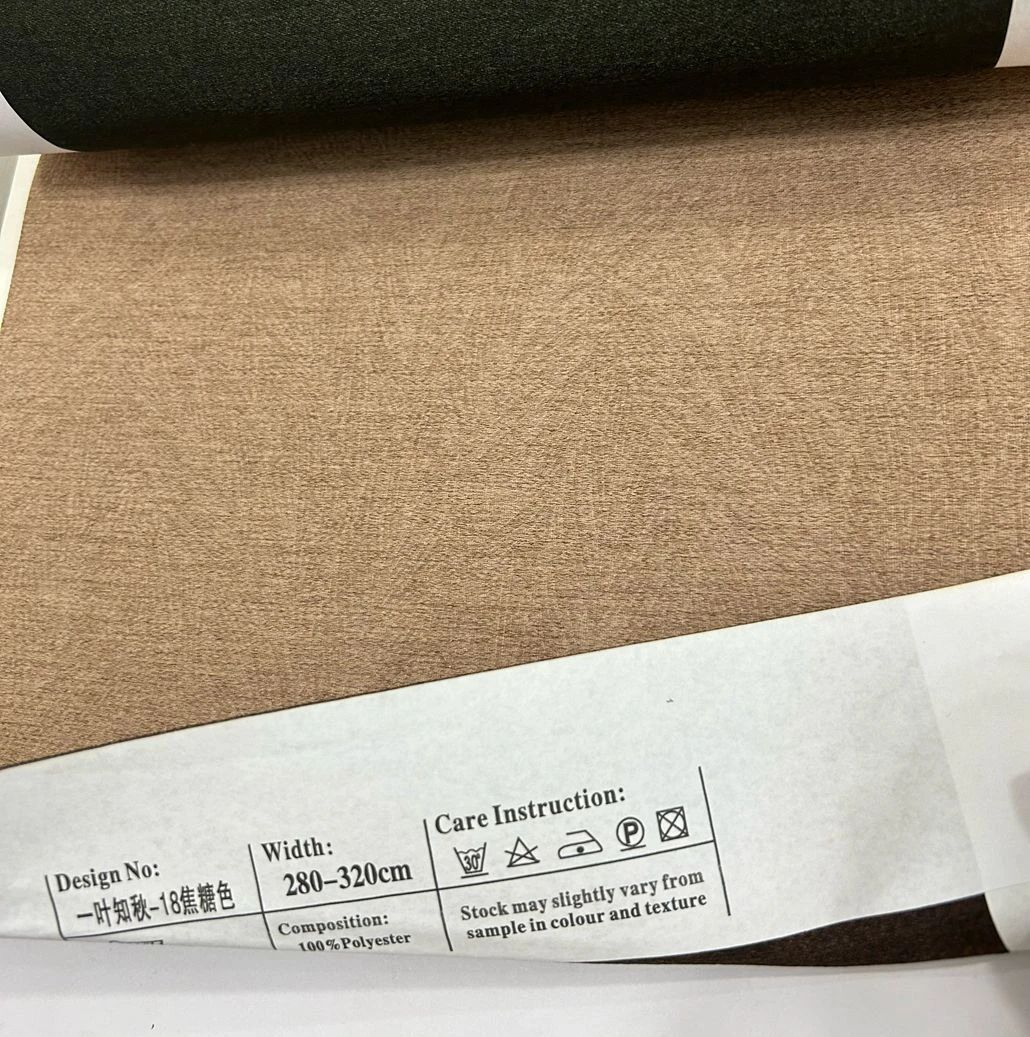 Design No:
一叶知秋-18焦糖色
Width:
280-320cm
Composition:
100%Polyester
Care Instruction:
30°
P
Stock may slightly vary from
sample in colour and texture